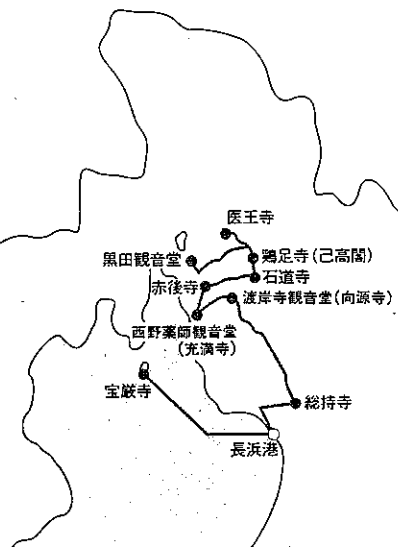 医王寺
黒田観音堂
鶏足寺(己高閣)
石道寺
赤後寺
渡岸寺観音堂(向源寺)
西野薬師観音堂
(充満寺)
宝厳寺
総持寺
長浜港